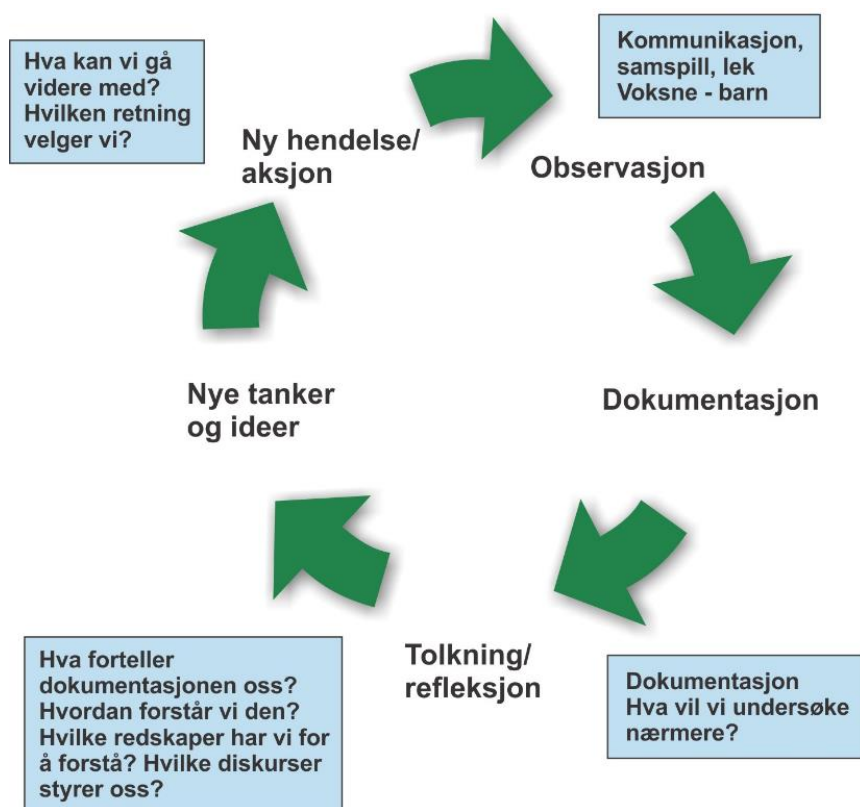 Hva kan vi gå
videre med?
Hvilken retning
velger vi?
Ny hendelse/
aksjon
Kommunikasjon,
samspill, lek
Voksne - barn
Observasjon
Dokumentasjon
Dokumentasjon
Hva vil vi undersøke
nærmere?
Tolkning/
refleksjon
Hva forteller
dokumentasjonen oss?
Hvordan forstår vi den?
Hvilke redskaper har vi for
å forstå? Hvilke diskurser
styrer oss?
Nye tanker
og ideer